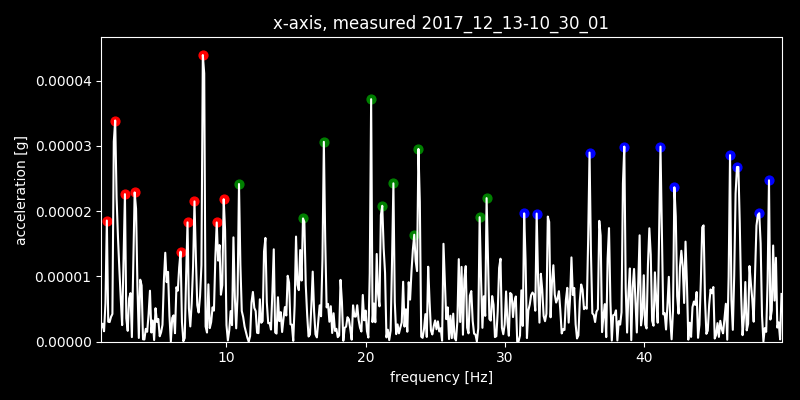 x-axis, measured 2017_12_13-10_30_01
acceleration [g]
0.00004
0.00003
0.00002
0.00001
0.00000
10 20 30 40
frequency [Hz]